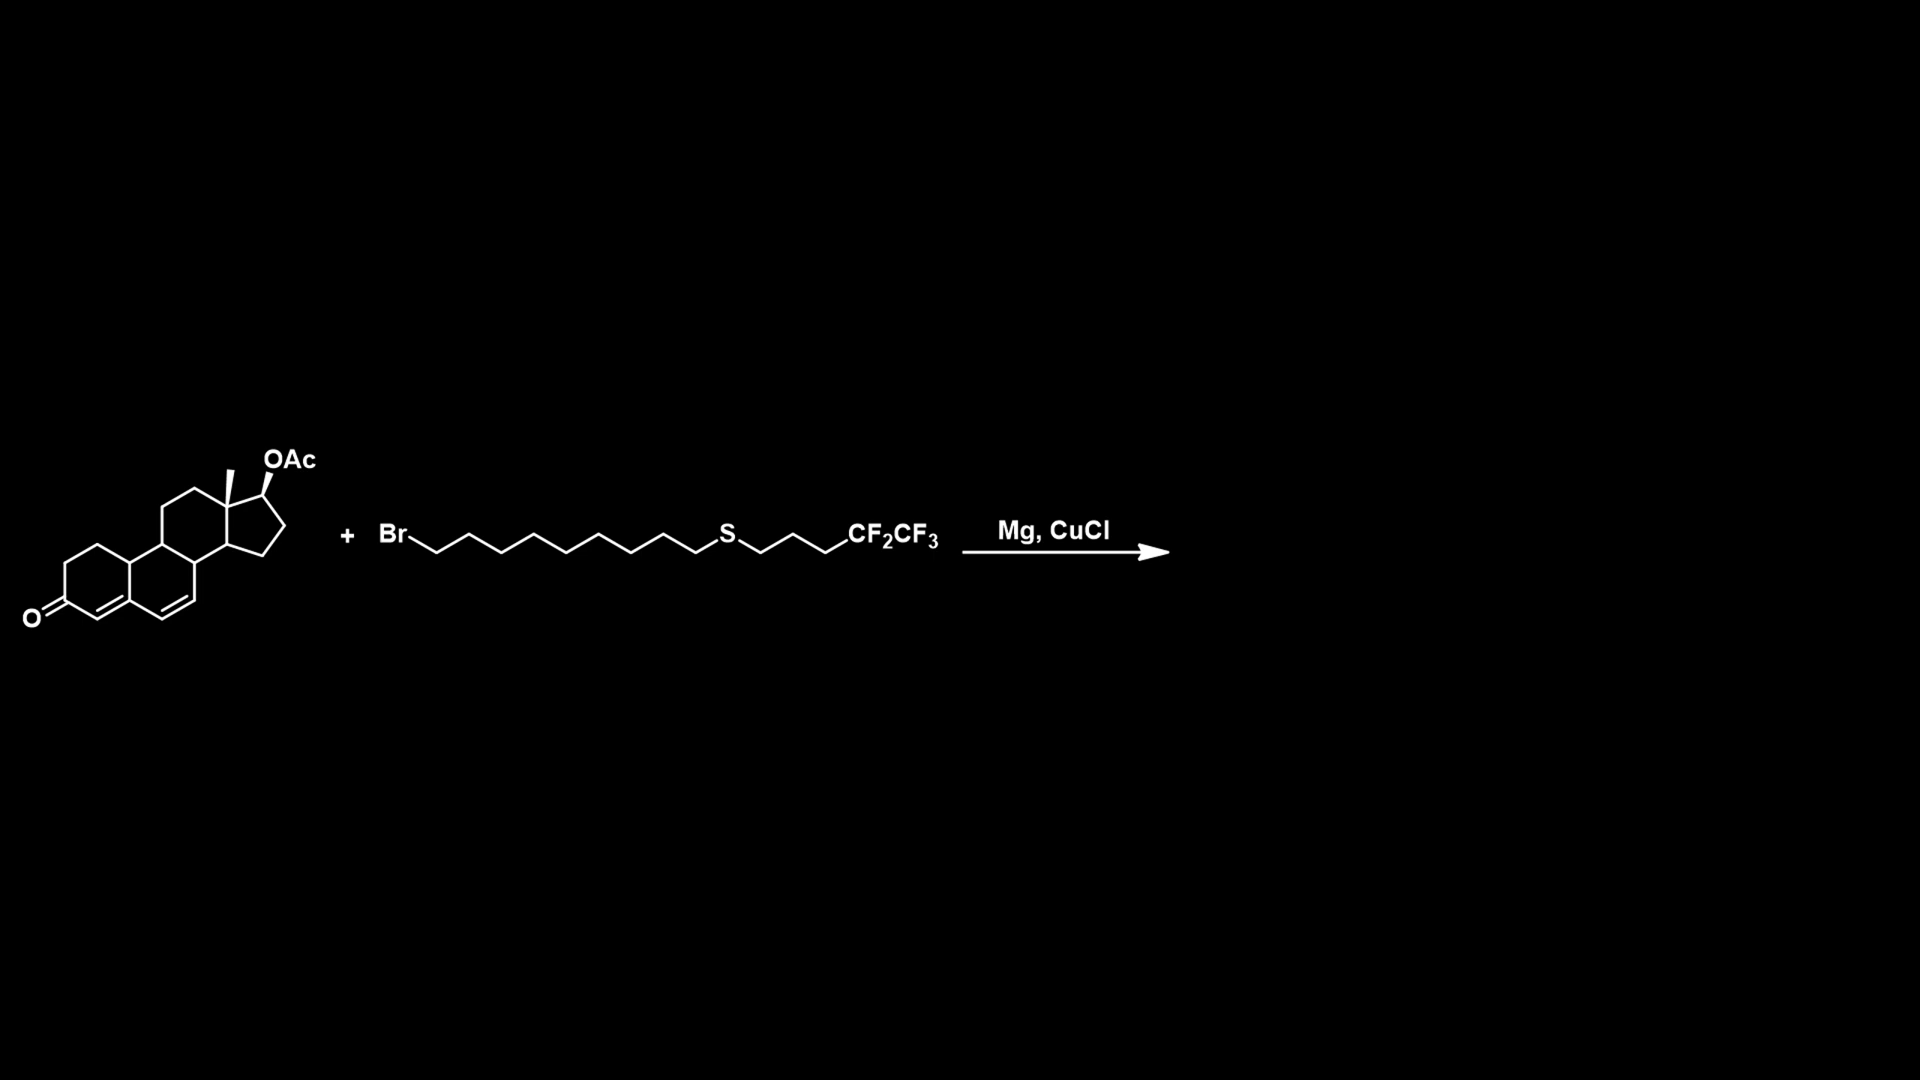 OAc
O
+
Br
S
CF₂CF₃
Mg, CuCl